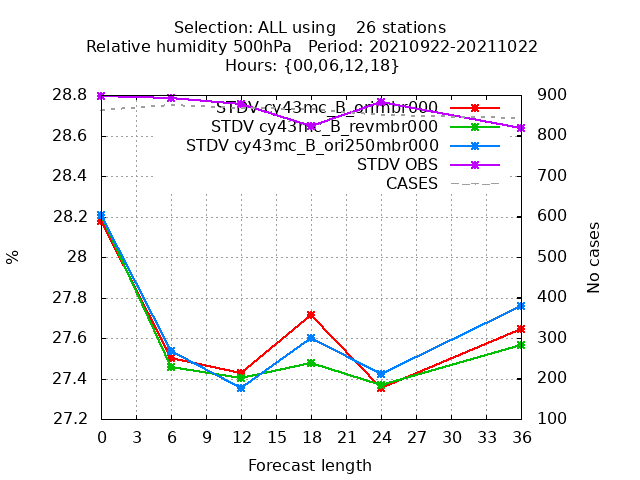 Selection: ALL using    26 stations
Relative humidity 500hPa   Period: 20210922-20211022
Hours: {00,06,12,18}
28.8
28.6
28.4
28.2
28
27.8
27.6
27.4
27.2
%
900
800
700
600
500
400
300
200
100
No cases
STDV cy43mc_B_orimbr000
STDV cy43mc_B_revmbr000
STDV cy43mc_B_ori250mbr000
STDV OBS
CASES
0 3 6 9 12 15 18 21 24 27 30 33 36
Forecast length